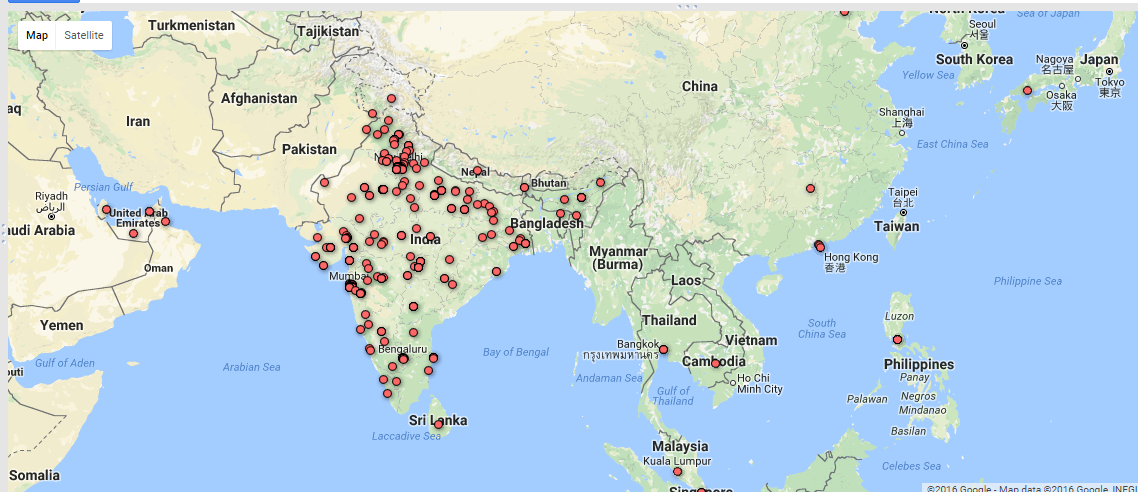 Map
Satellite
Turkmenistan
Tajikistan
Afghanistan
Iran
Pakistan
Persian Gulf
Riyadh
الرياض
United Arab
Emirates
Oman
Yemen
Gulf of Aden
Somalia
Arabian Sea
Nepal
Bhutan
Bangladesh
India
Mumbai
Bengaluru
Bay of Bengal
Sri Lanka
Laccadive Sea
China
Myanmar
(Burma)
Laos
Thailand
Bangkok
กรุงเทพมหานคร
Vietnam
Cambodia
Ho Chi
Minh City
Andaman Sea
Gulf of
Thailand
Malaysia
Kuala Lumpur
Singapore
North Korea
Sea of Japan
Seoul
서울
South Korea
Yellow Sea
Nagoya
名古屋
Japan
Tokyo
東京
Osaka
大阪
Shanghai
上海
East China Sea
Taipei
台北
Taiwan
Hong Kong
香港
Philippine Sea
South
China Sea
Luzon
Philippines
Panay
Negros
Palawan
Mindanao
Basilan
Celebes Sea
©2016 Google - Map data ©2016 Google, INEGI